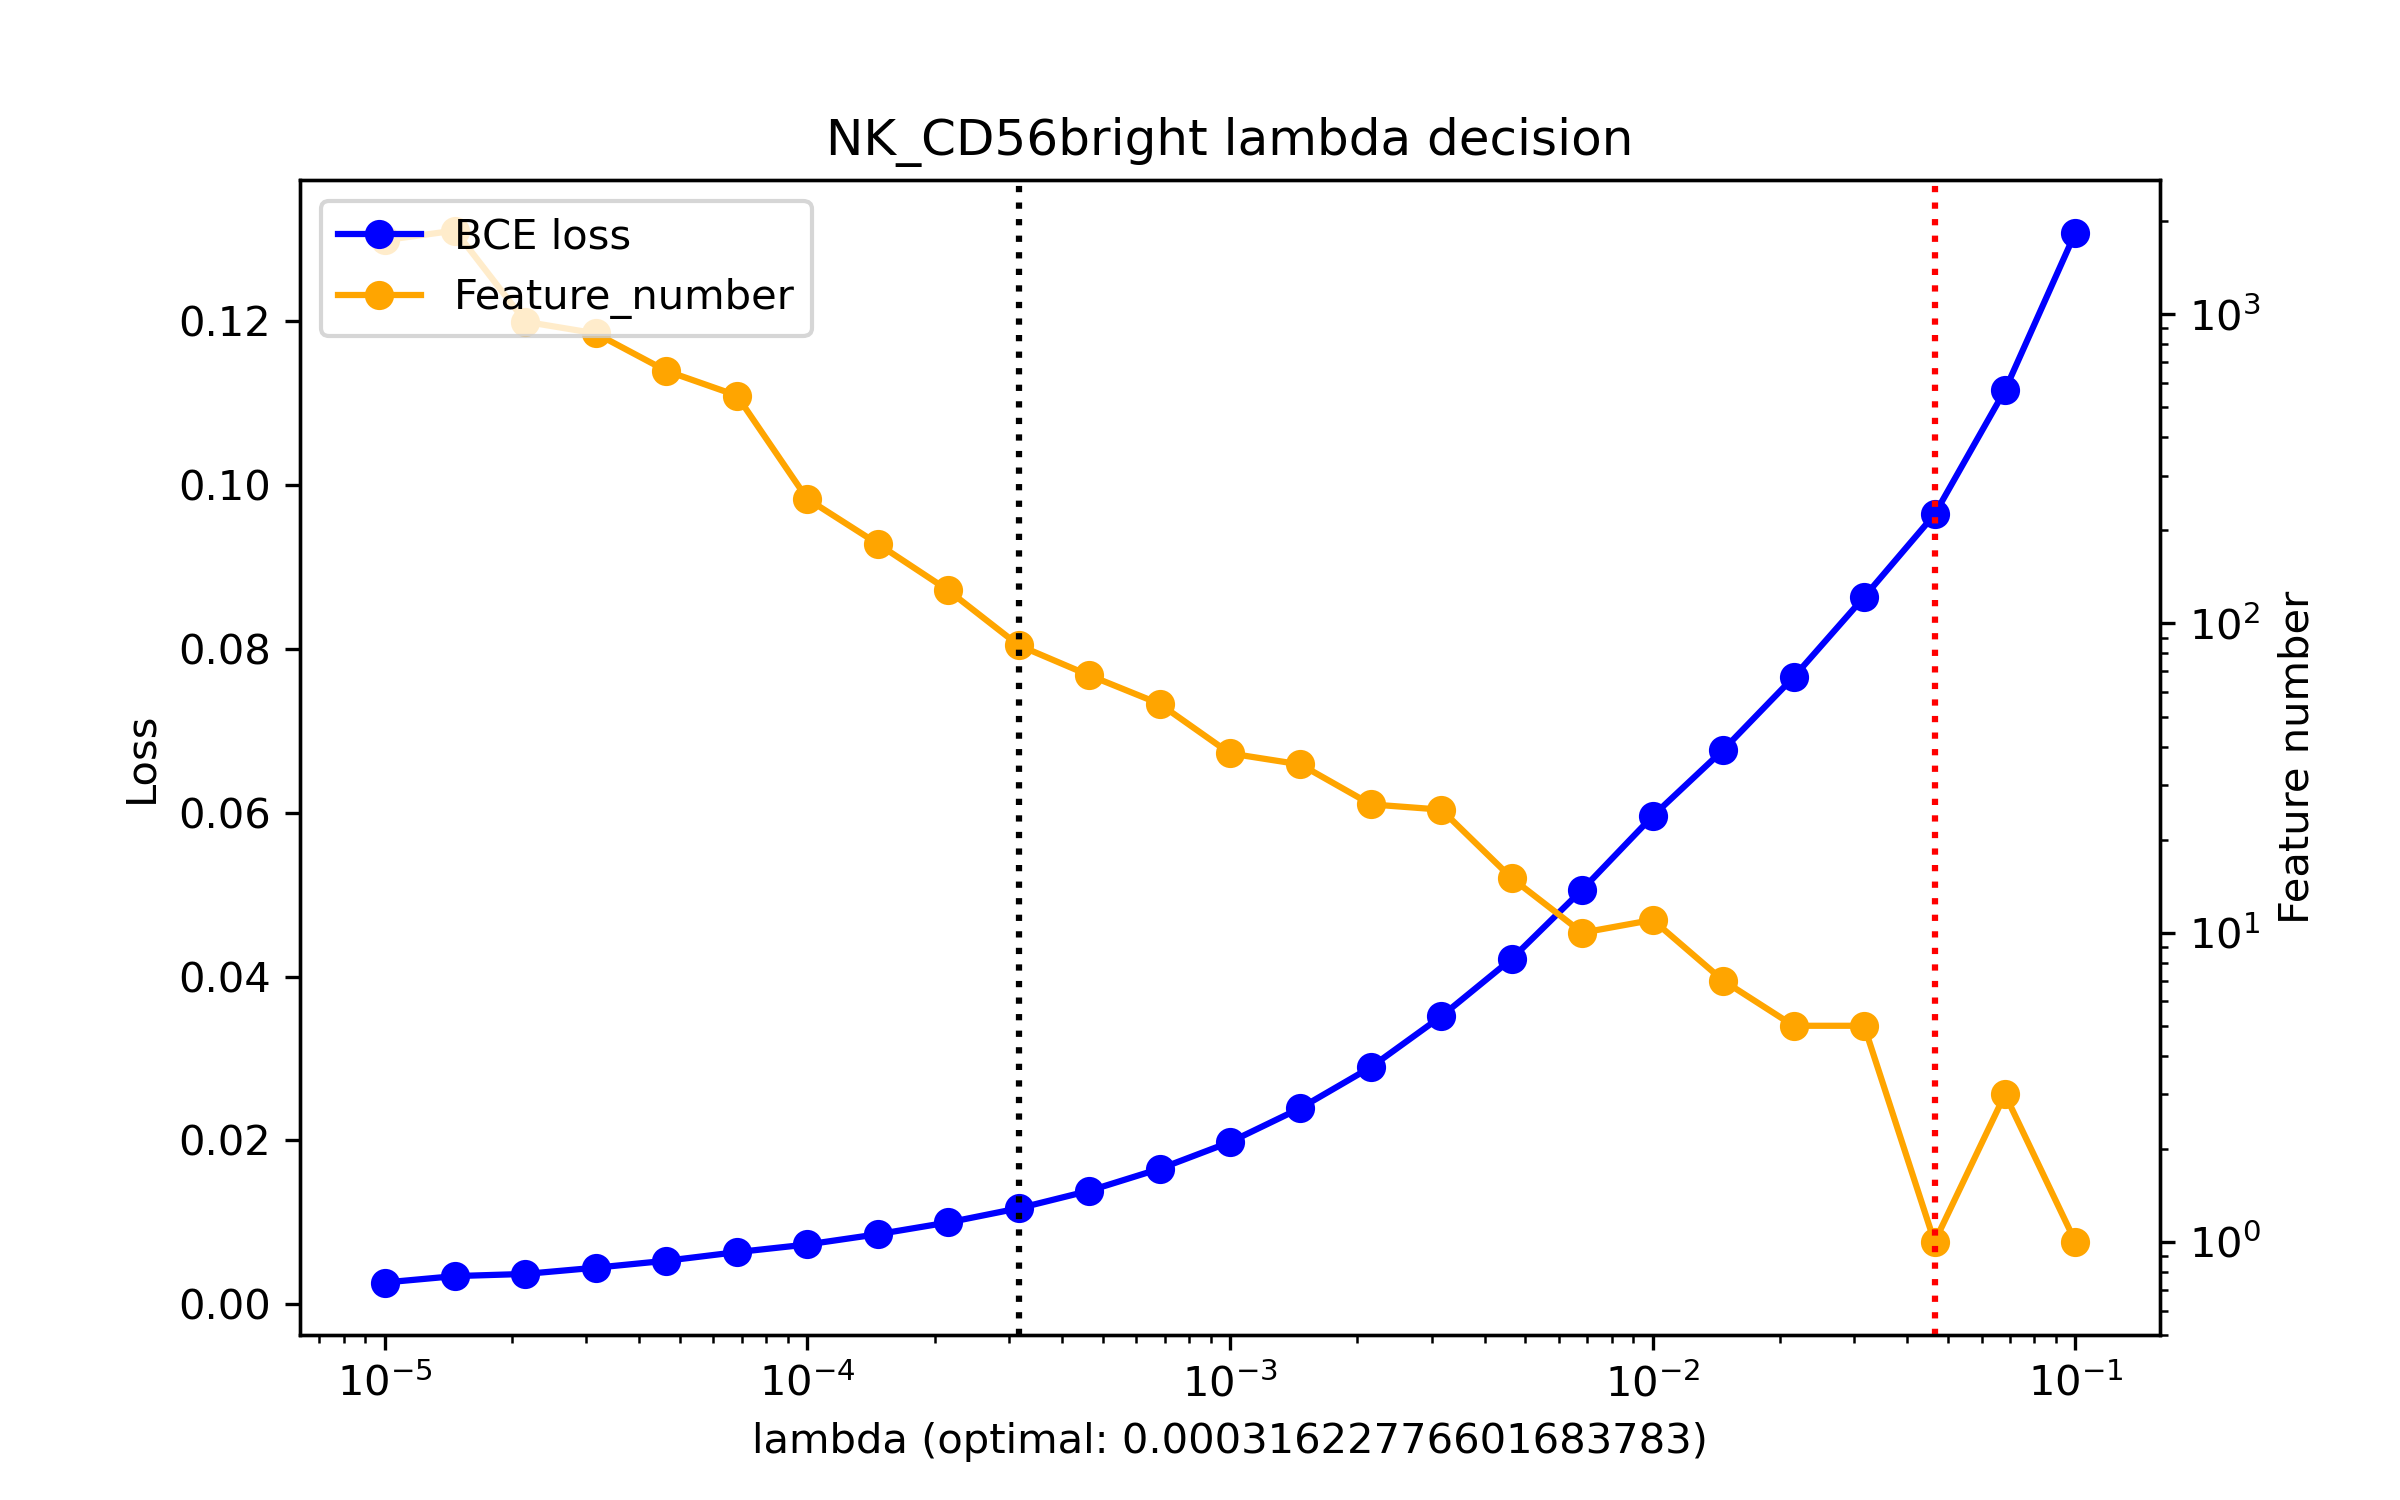 NK_CD56bright lambda decision
BCE loss
Feature_number
0.12
0.10
0.08
0.06
0.04
0.02
0.00
Loss
10³
10²
10¹
10⁰
Feature number
10⁻⁵ 10⁻⁴ 10⁻³ 10⁻² 10⁻¹
lambda (optimal: 0.00031622776601683783)